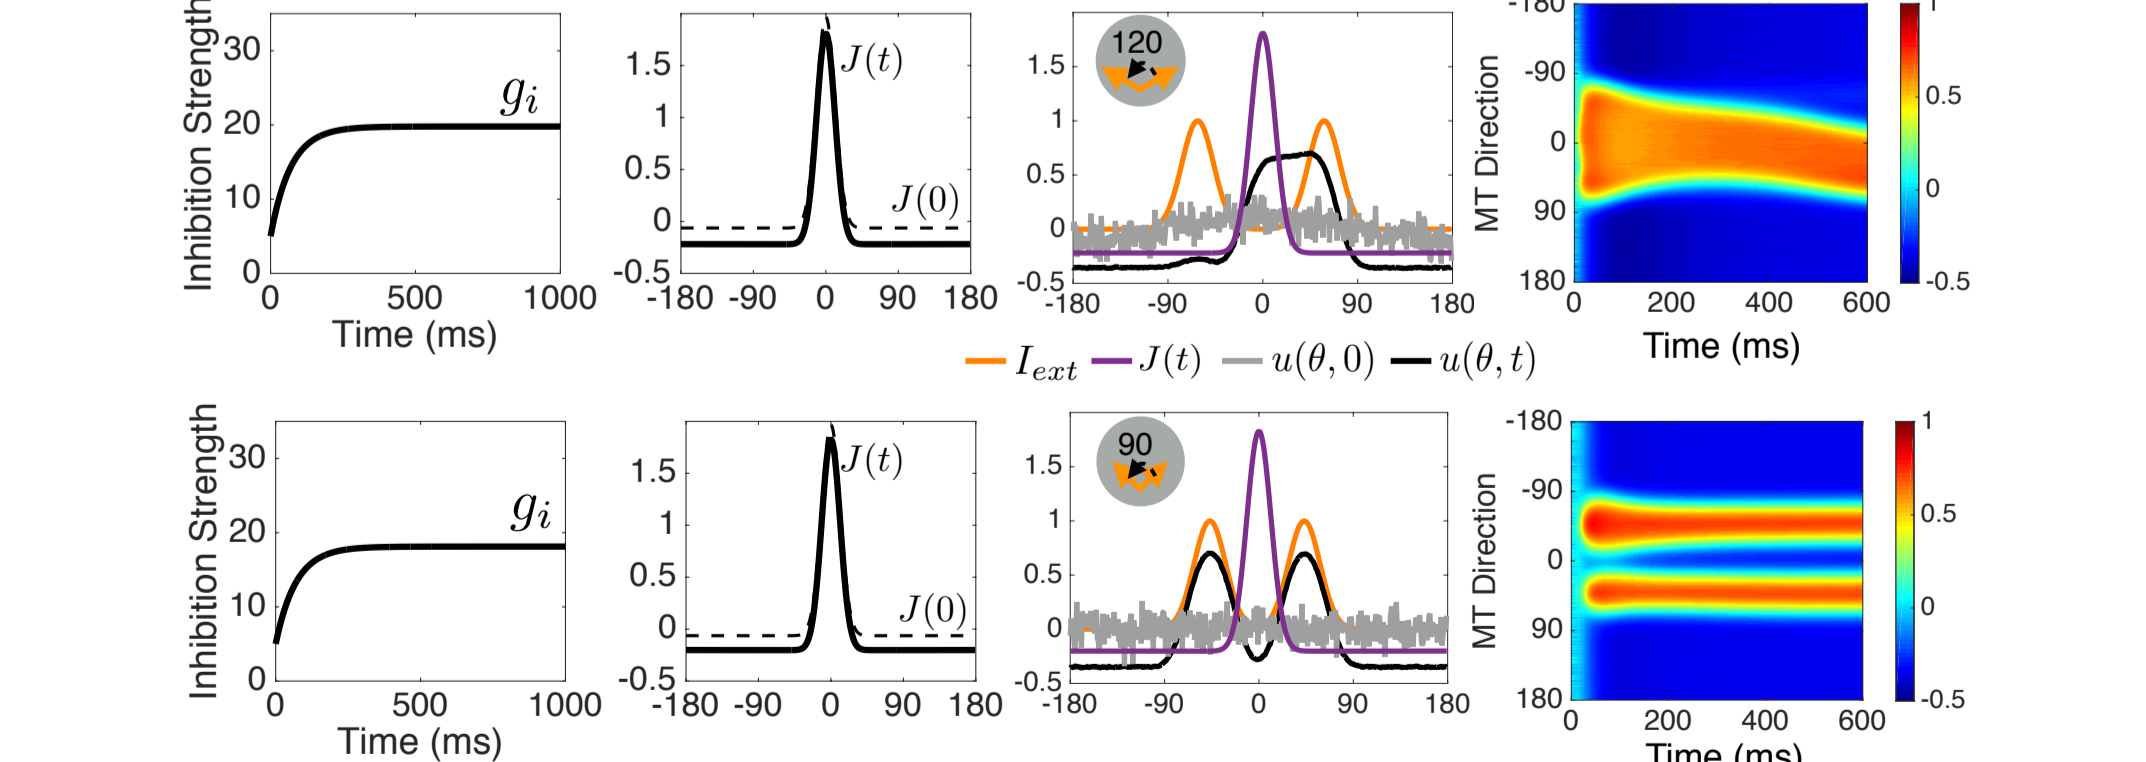 Inhibition Strength
30
20
10
0
g_i
0 500 1000
Time (ms)
1.5
1
0.5
0
-0.5
J(t)
J(0)
-180 -90 0 90 180
1.5
1
0.5
0
-0.5
120
-180 -90 0 90 180
MT Direction
-180
-90
0
90
180
0 200 400 600
Time (ms)
1
0.5
0
-0.5
I_{ext} J(t) u(θ, 0) u(θ, t)
Inhibition Strength
30
20
10
0
g_i
0 500 1000
Time (ms)
1.5
1
0.5
0
-0.5
J(t)
J(0)
-180 -90 0 90 180
1.5
1
0.5
0
-0.5
90
-180 -90 0 90 180
MT Direction
-180
-90
0
90
180
0 200 400 600
Time (ms)
1
0.5
0
-0.5